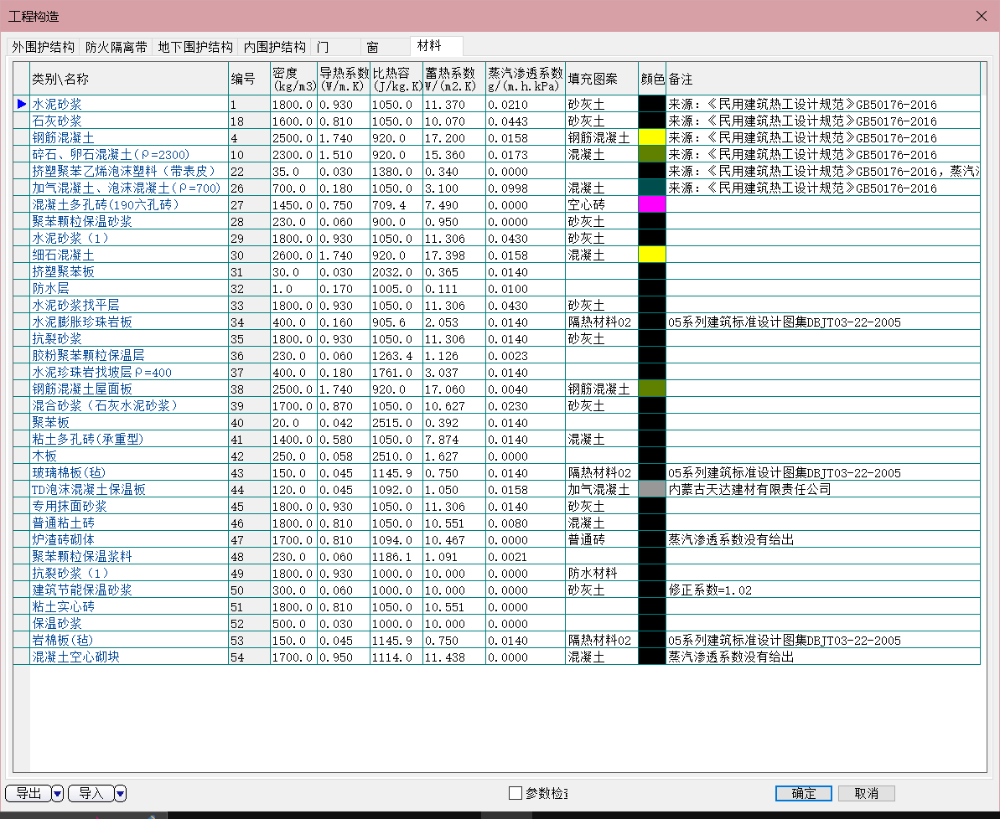 工程构造
外围护结构 防火隔离带 地下围护结构 内围护结构 门 窗 材料
类别\名称 编号 密度(kg/m3) 导热系数(W/m.K) 比热容(J/kg.K) 蓄热系数W/(m2.K) 蒸汽渗透系数g/(m.h.kPa) 填充图案 颜色 备注
水泥砂浆 1 1800.0 0.930 1050.0 11.370 0.0210 砂灰土 来源:《民用建筑热工设计规范》GB50176-2016
石灰砂浆 18 1600.0 0.810 1050.0 10.070 0.0443 砂灰土 来源:《民用建筑热工设计规范》GB50176-2016
钢筋混凝土 4 2500.0 1.740 920.0 17.200 0.0158 钢筋混凝土 来源:《民用建筑热工设计规范》GB50176-2016
碎石、卵石混凝土(ρ=2300) 10 2300.0 1.510 920.0 15.360 0.0173 混凝土 来源:《民用建筑热工设计规范》GB50176-2016
挤塑聚苯乙烯泡沫塑料（带表皮） 22 35.0 0.030 1380.0 0.340 0.0000 来源:《民用建筑热工设计规范》GB50176-2016，蒸汽
加气混凝土、泡沫混凝土(ρ=700) 26 700.0 0.180 1050.0 3.100 0.0998 混凝土 来源:《民用建筑热工设计规范》GB50176-2016
混凝土多孔砖(190六孔砖） 27 1450.0 0.750 709.4 7.490 0.0000 空心砖
聚苯颗粒保温砂浆 28 230.0 0.060 900.0 0.950 0.0000 砂灰土
水泥砂浆（1） 29 1800.0 0.930 1050.0 11.306 0.0430 砂灰土
细石混凝土 30 2600.0 1.740 920.0 17.398 0.0158 混凝土
挤塑聚苯板 31 30.0 0.030 2032.0 0.365 0.0140
防水层 32 1.0 0.170 1005.0 0.111 0.0100
水泥砂浆找平层 33 1800.0 0.930 1050.0 11.306 0.0430 砂灰土
水泥膨胀珍珠岩板 34 400.0 0.160 905.6 2.053 0.0140 隔热材料02 05系列建筑标准设计图集DBJT03-22-2005
抗裂砂浆 35 1800.0 0.930 1050.0 11.306 0.0140 砂灰土
胶粉聚苯颗粒保温层 36 230.0 0.060 1263.4 1.126 0.0023
水泥珍珠岩找坡层ρ=400 37 400.0 0.180 1761.0 3.037 0.0140
钢筋混凝土屋面板 38 2500.0 1.740 920.0 17.060 0.0040 钢筋混凝土
混合砂浆（石灰水泥砂浆） 39 1700.0 0.870 1050.0 10.627 0.0230 砂灰土
聚苯板 40 20.0 0.042 2515.0 0.392 0.0140
粘土多孔砖(承重型) 41 1400.0 0.580 1050.0 7.874 0.0140 混凝土
木板 42 250.0 0.058 2510.0 1.627 0.0000
玻璃棉板(毡) 43 150.0 0.045 1145.9 0.750 0.0140 隔热材料02 05系列建筑标准设计图集DBJT03-22-2005
TD泡沫混凝土保温板 44 120.0 0.045 1092.0 1.050 0.0158 加气混凝土 内蒙古天达建材有限责任公司
专用抹面砂浆 45 1800.0 0.930 1050.0 11.306 0.0140 砂灰土
普通粘土砖 46 1800.0 0.810 1050.0 10.551 0.0080 混凝土
炉渣砖砌体 47 1700.0 0.810 1094.0 10.467 0.0000 普通砖 蒸汽渗透系数没有给出
聚苯颗粒保温浆料 48 230.0 0.060 1186.1 1.091 0.0021
抗裂砂浆（1） 49 1800.0 0.930 1000.0 10.000 0.0000 防水材料
建筑节能保温砂浆 50 300.0 0.060 1000.0 10.000 0.0000 砂灰土 修正系数=1.02
粘土实心砖 51 1800.0 0.810 1050.0 10.551 0.0000
保温砂浆 52 500.0 0.030 1000.0 10.000 0.0000
岩棉板(毡) 53 150.0 0.045 1145.9 0.750 0.0140 隔热材料02 05系列建筑标准设计图集DBJT03-22-2005
混凝土空心砌块 54 1700.0 0.950 1114.0 11.438 0.0000 混凝土 蒸汽渗透系数没有给出
导出 导入 参数检查 确定 取消